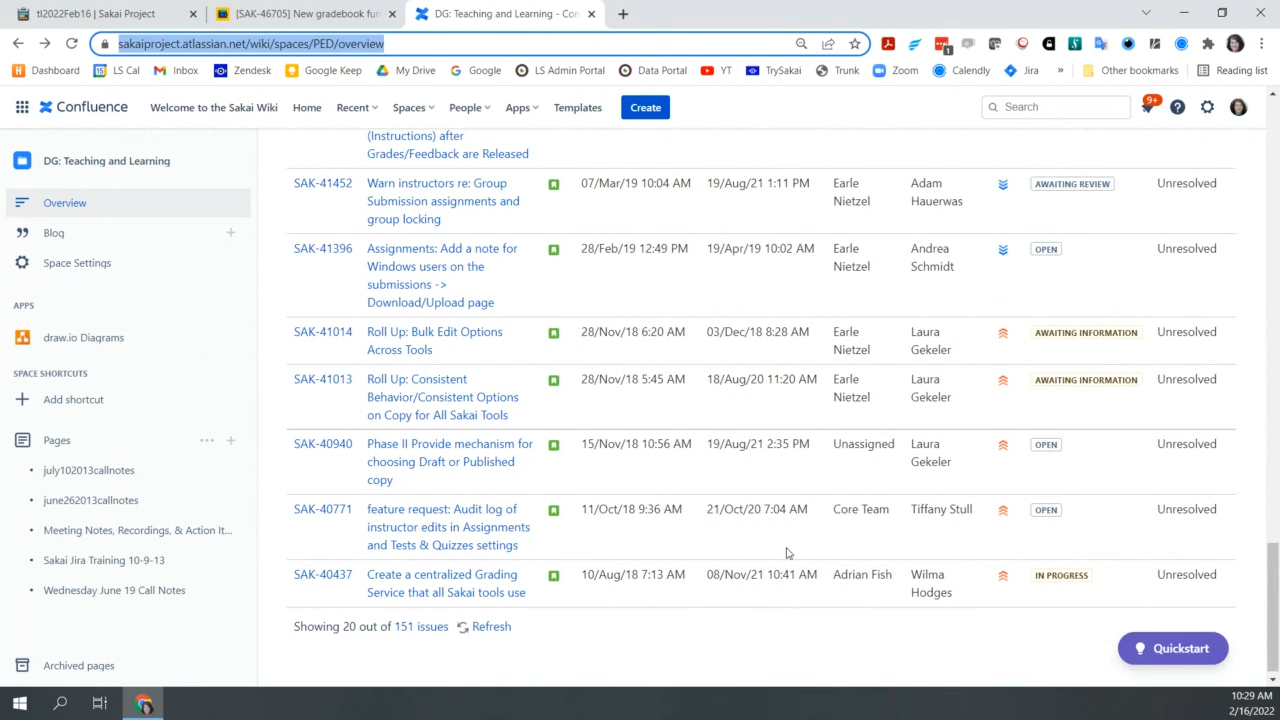 tl2022Feb16 | Sakai Project
[SAK-46705] New gradebook fun
DG: Teaching and Learning - Con
sakaiproject.atlassian.net/wiki/spaces/PED/overview
Dashboard
LS Cal
Inbox
Zendesk
Google Keep
My Drive
Google
LS Admin Portal
Data Portal
YT
TrySakai
Trunk
Zoom
Calendly
Jira
»
Other bookmarks
Reading list
Confluence
Welcome to the Sakai Wiki
Home
Recent
Spaces
People
Apps
Templates
Create
Search
9+
DG: Teaching and Learning
Overview
Blog
Space Settings
APPS
draw.io Diagrams
SPACE SHORTCUTS
Add shortcut
Pages
july102013callnotes
june262013callnotes
Meeting Notes, Recordings, & Action It...
Sakai Jira Training 10-9-13
Wednesday June 19 Call Notes
Archived pages
(Instructions) after
Grades/Feedback are Released
SAK-41452 Warn instructors re: Group 07/Mar/19 10:04 AM 19/Aug/21 1:11 PM Earle Adam AWAITING REVIEW Unresolved
Submission assignments and Nietzel Hauerwas
group locking
SAK-41396 Assignments: Add a note for 28/Feb/19 12:49 PM 19/Apr/19 10:02 AM Earle Andrea OPEN Unresolved
Windows users on the Nietzel Schmidt
submissions ->
Download/Upload page
SAK-41014 Roll Up: Bulk Edit Options 28/Nov/18 6:20 AM 03/Dec/18 8:28 AM Earle Laura AWAITING INFORMATION Unresolved
Across Tools Nietzel Gekeler
SAK-41013 Roll Up: Consistent 28/Nov/18 5:45 AM 18/Aug/20 11:20 AM Earle Laura AWAITING INFORMATION Unresolved
Behavior/Consistent Options Nietzel Gekeler
on Copy for All Sakai Tools
SAK-40940 Phase II Provide mechanism for 15/Nov/18 10:56 AM 19/Aug/21 2:35 PM Unassigned Laura OPEN Unresolved
choosing Draft or Published Gekeler
copy
SAK-40771 feature request: Audit log of 11/Oct/18 9:36 AM 21/Oct/20 7:04 AM Core Team Tiffany Stull OPEN Unresolved
instructor edits in Assignments
and Tests & Quizzes settings
SAK-40437 Create a centralized Grading 10/Aug/18 7:13 AM 08/Nov/21 10:41 AM Adrian Fish Wilma IN PROGRESS Unresolved
Service that all Sakai tools use Hodges
Showing 20 out of 151 issues Refresh
Quickstart
10:29 AM
2/16/2022